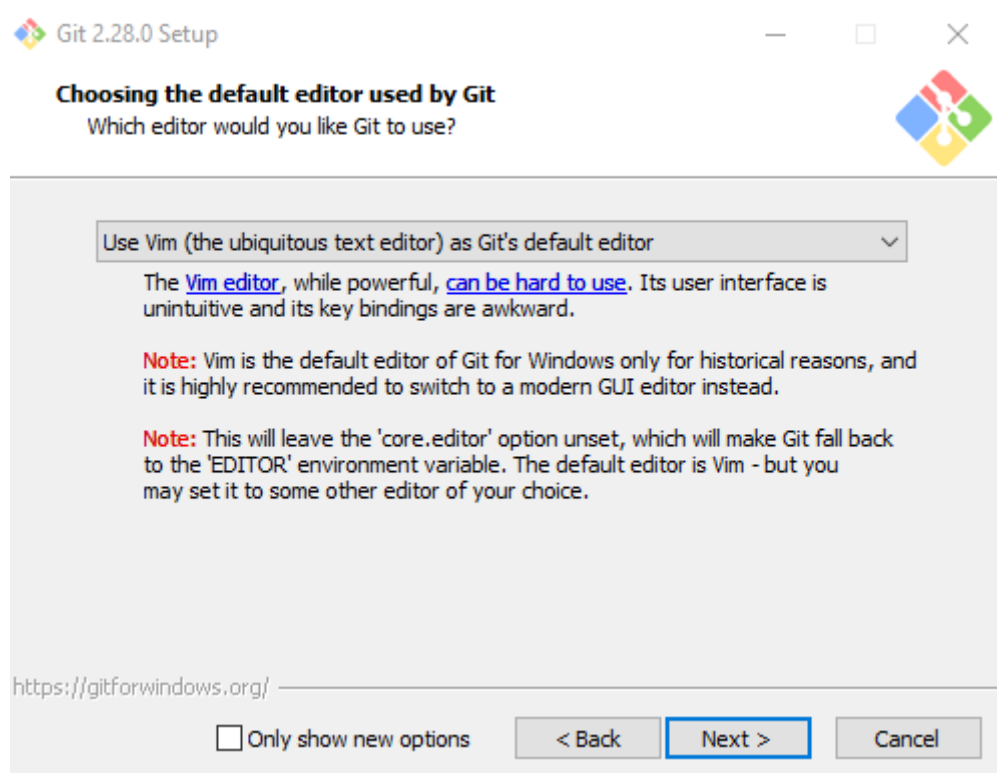 Git 2.28.0 Setup
Choosing the default editor used by Git
Which editor would you like Git to use?
Use Vim (the ubiquitous text editor) as Git's default editor
The Vim editor, while powerful, can be hard to use. Its user interface is
unintuitive and its key bindings are awkward.
Note: Vim is the default editor of Git for Windows only for historical reasons, and
it is highly recommended to switch to a modern GUI editor instead.
Note: This will leave the 'core.editor' option unset, which will make Git fall back
to the 'EDITOR' environment variable. The default editor is Vim - but you
may set it to some other editor of your choice.
https://gitforwindows.org/
Only show new options
< Back
Next >
Cancel